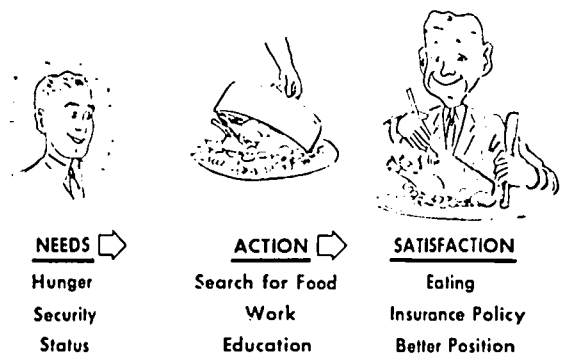 NEEDS ACTION SATISFACTION
Hunger Search for Food Eating
Security Work Insurance Policy
Status Education Better Position